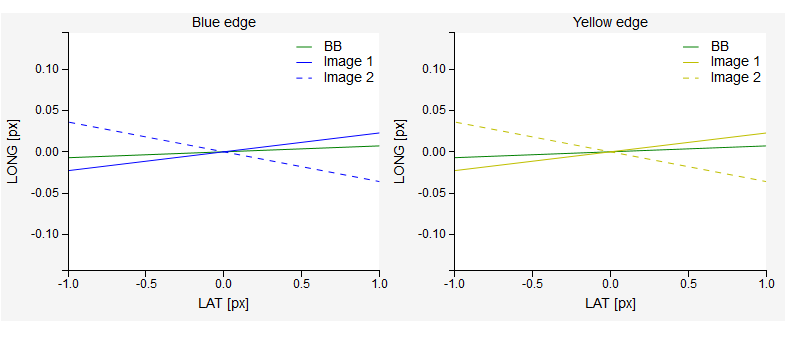 Blue edge
BB
Image 1
Image 2
0.10
0.05
0.00
-0.05
-0.10
LONG [px]
-1.0 -0.5 0.0 0.5 1.0
LAT [px]
Yellow edge
BB
Image 1
Image 2
0.10
0.05
0.00
-0.05
-0.10
LONG [px]
-1.0 -0.5 0.0 0.5 1.0
LAT [px]